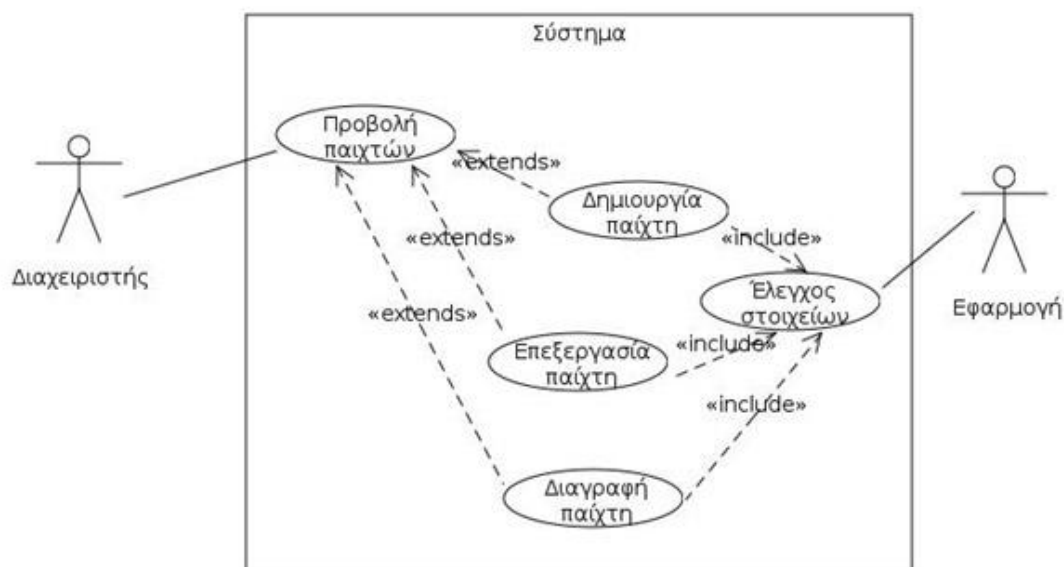 Σύστημα
Προβολή
παιχτών
«extends»
Δημιουργία
παίχτη
«extends»
«include»
Διαχειριστής
Έλεγχος
στοιχείων
Εφαρμογή
«extends»
Επεξεργασία
παίχτη
«include»
«include»
Διαγραφή
παίχτη